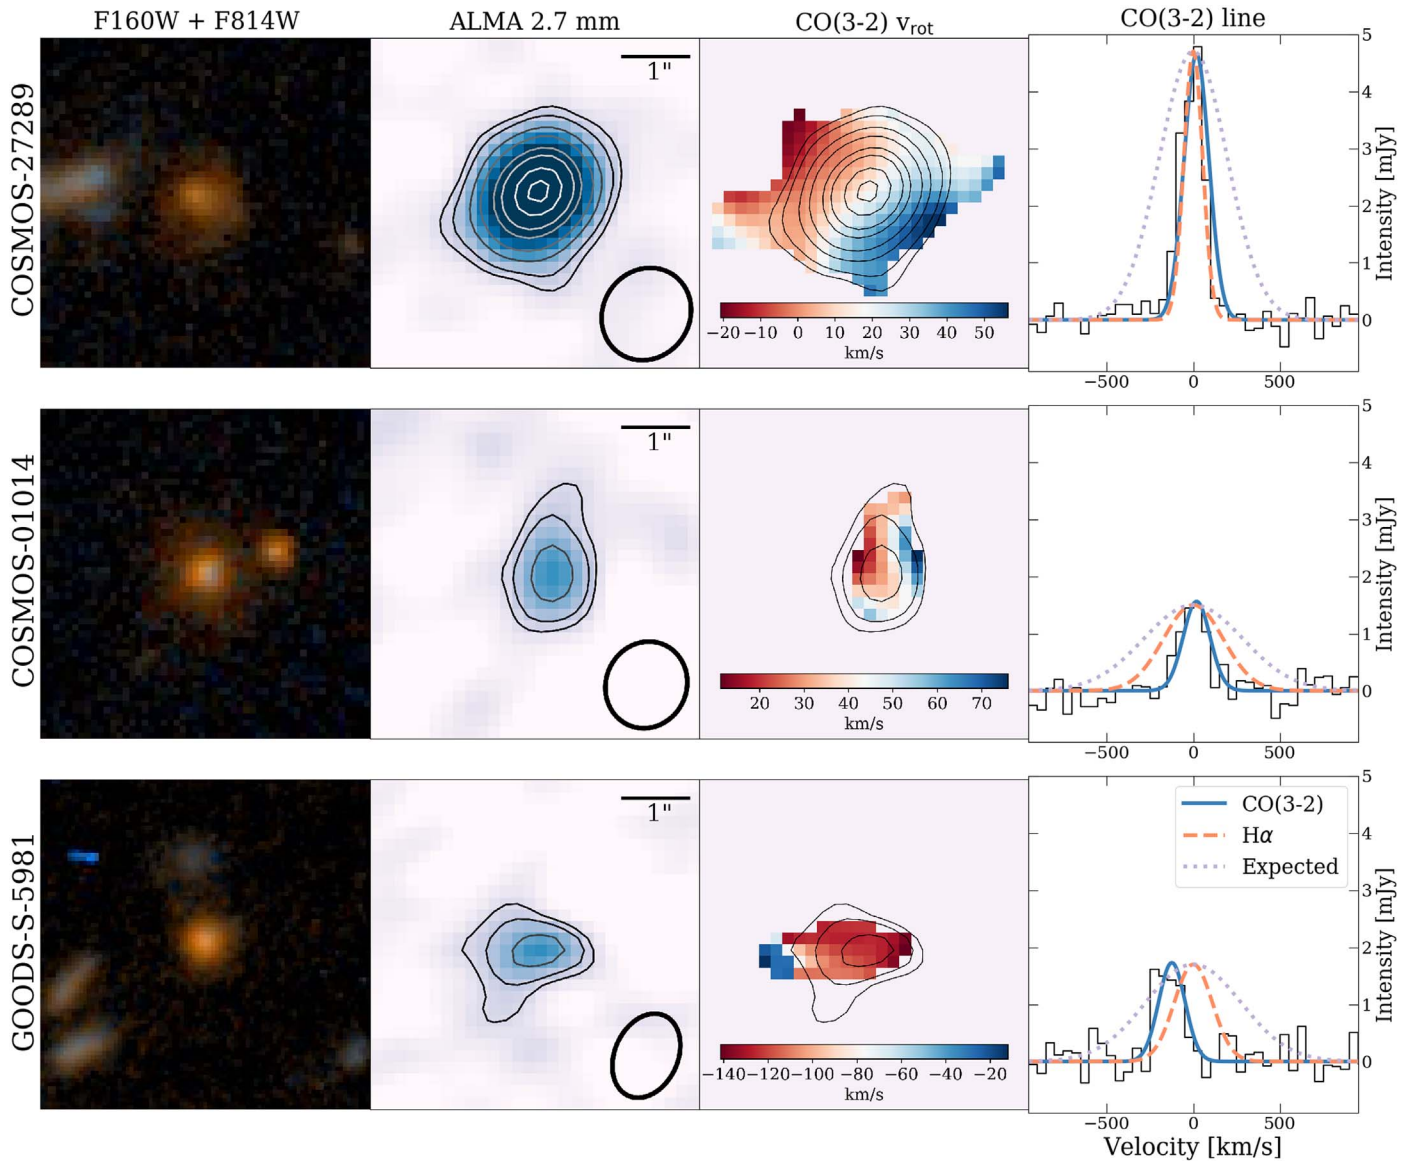 F160W + F814W
ALMA 2.7 mm
CO(3-2) v_rot
CO(3-2) line
COSMOS-27289
1"
−20 −10 0 10 20 30 40 50
km/s
5
4
3
2
1
0
Intensity [mJy]
−500 0 500
COSMOS-01014
1"
20 30 40 50 60 70
km/s
5
4
3
2
1
0
Intensity [mJy]
−500 0 500
GOODS-S-5981
1"
−140 −120 −100 −80 −60 −40 −20
km/s
CO(3-2)
Hα
Expected
5
4
3
2
1
0
Intensity [mJy]
−500 0 500
Velocity [km/s]